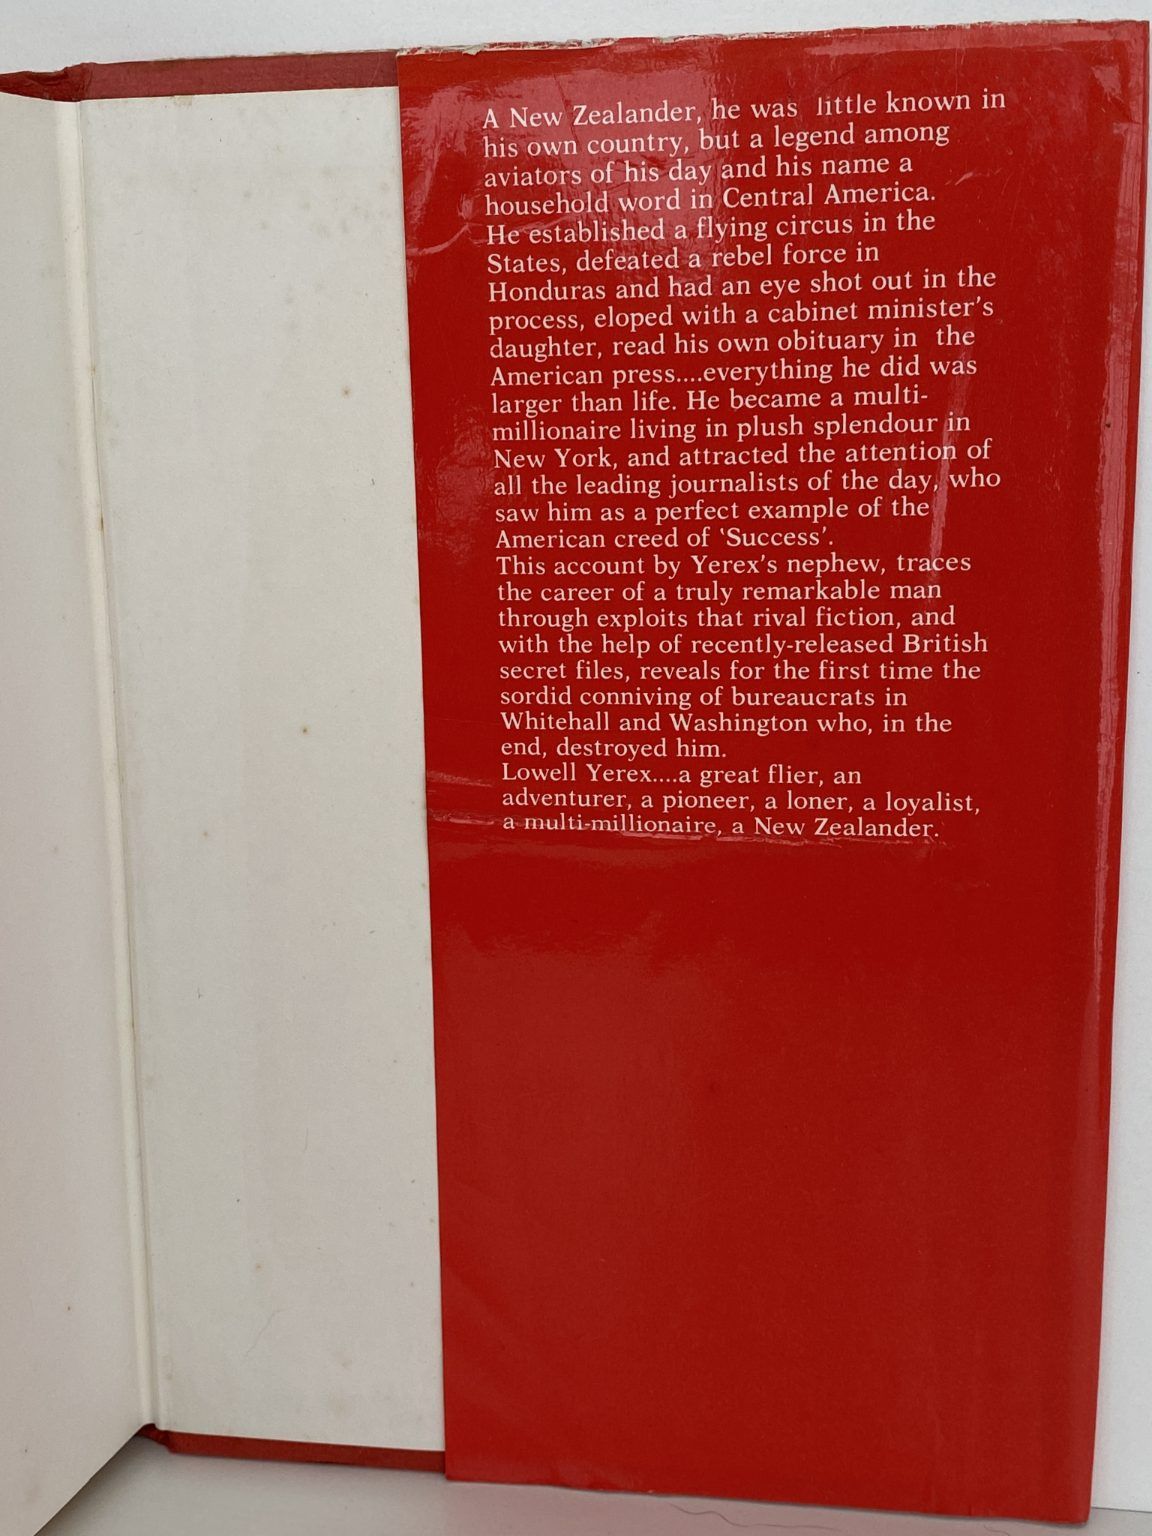 A New Zealander, he was little known in
his own country, but a legend among
aviators of his day and his name a
household word in Central America.
He established a flying circus in the
States, defeated a rebel force in
Honduras and had an eye shot out in the
process, eloped with a cabinet minister's
daughter, read his own obituary in the
American press....everything he did was
larger than life. He became a multi-
millionaire living in plush splendour in
New York, and attracted the attention of
all the leading journalists of the day, who
saw him as a perfect example of the
American creed of 'Success'.
This account by Yerex's nephew, traces
the career of a truly remarkable man
through exploits that rival fiction, and
with the help of recently-released British
secret files, reveals for the first time the
sordid conniving of bureaucrats in
Whitehall and Washington who, in the
end, destroyed him.
Lowell Yerex....a great flier, an
adventurer, a pioneer, a loner, a loyalist,
a multi-millionaire, a New Zealander.